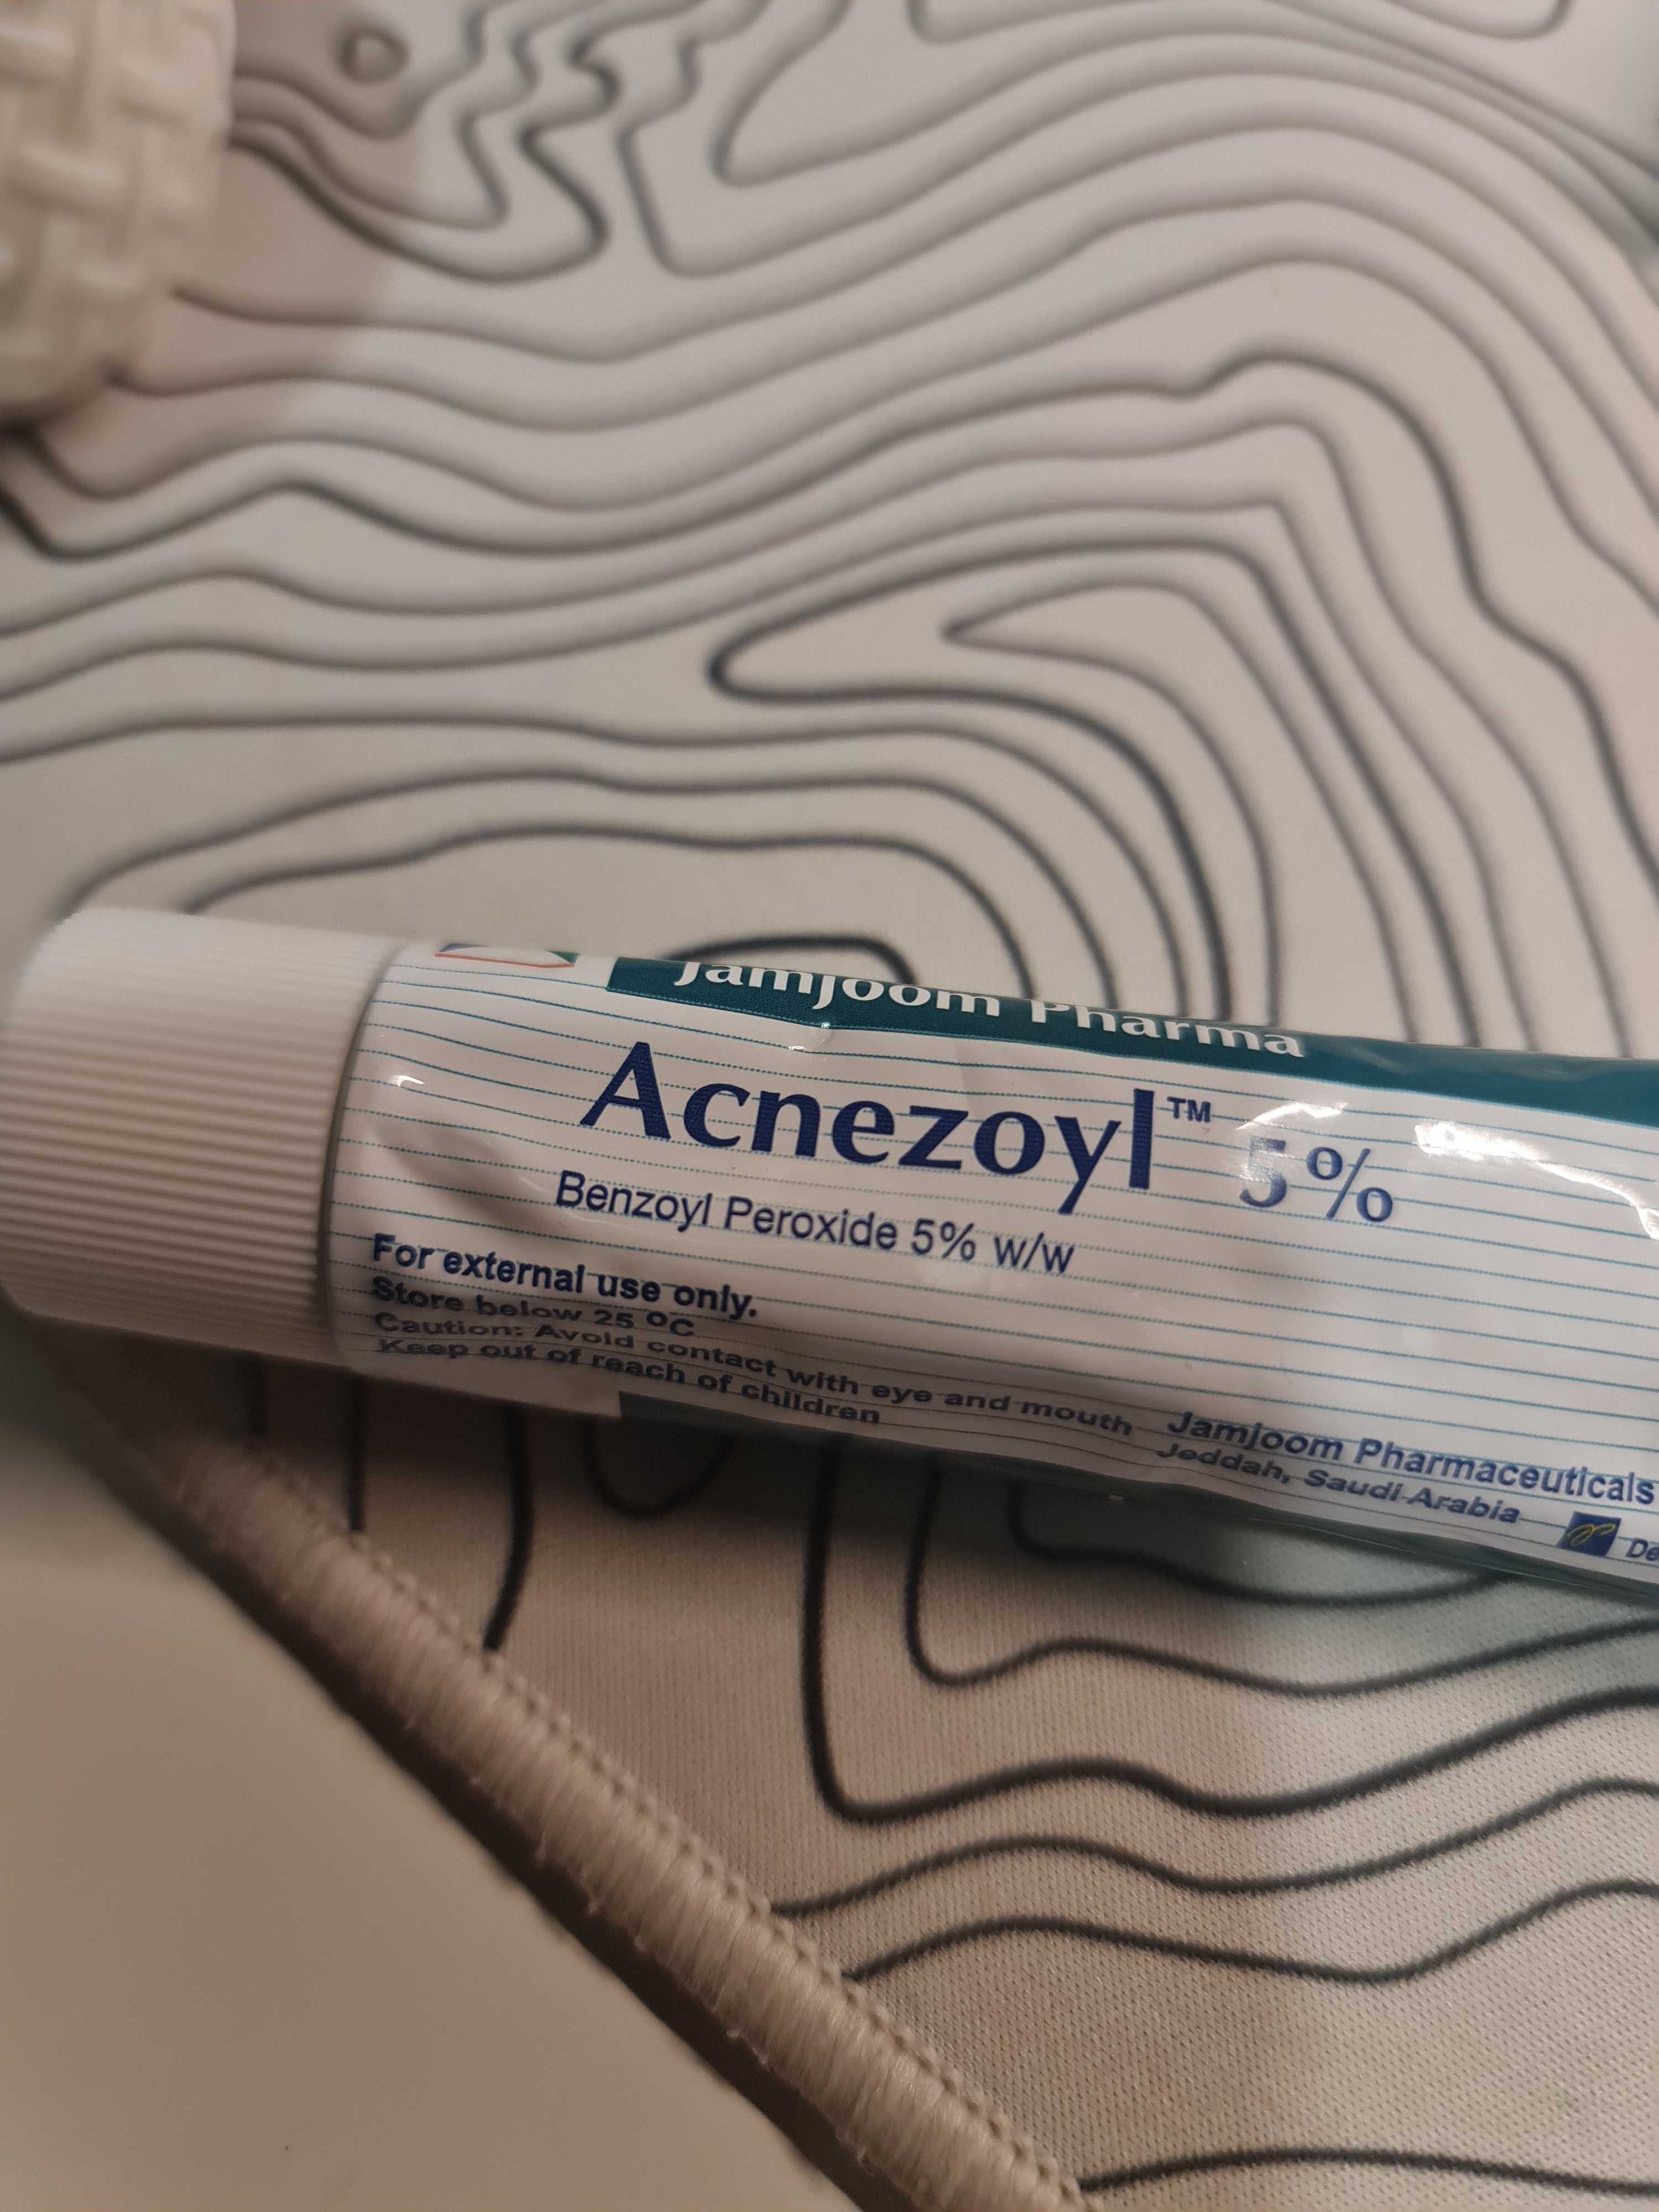 Jamjoom Pharma
Acnezoyl™ 5%
Benzoyl Peroxide 5% w/w
For external use only.
Store below 25 ºC
Caution: Avoid contact with eye and mouth
Keep out of reach of children
Jamjoom Pharmaceuticals
Jeddah, Saudi Arabia